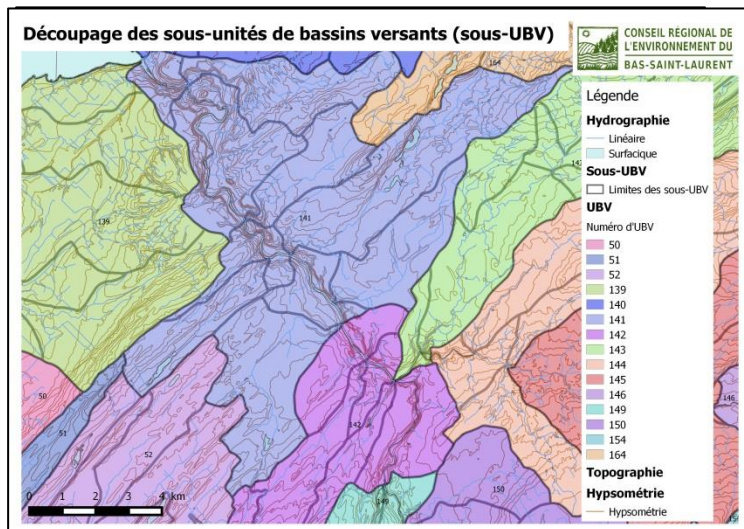 Découpage des sous-unités de bassins versants (sous-UBV)
CONSEIL RÉGIONAL DE
L'ENVIRONNEMENT DU
BAS-SAINT-LAURENT
Légende
Hydrographie
Linéaire
Surfacique
Sous-UBV
Limites des sous-UBV
UBV
Numéro d'UBV
50
51
52
139
140
141
142
143
144
145
146
149
150
154
164
Topographie
Hypsométrie
Hypsométrie
164
139
141
50
51
52
142
149
150
146
0 1 2 3 4 km